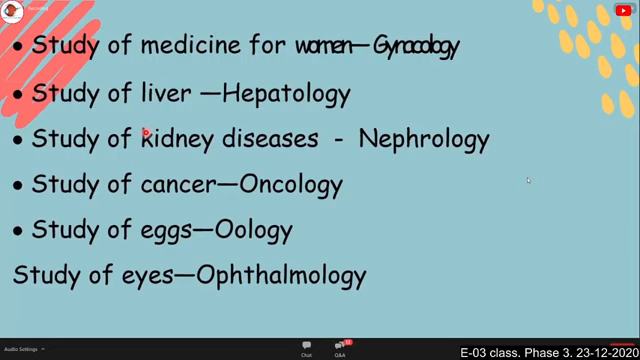 Recording
• Study of medicine for women— Gynacology
• Study of liver —Hepatology
• Study of kidney diseases - Nephrology
• Study of cancer—Oncology
• Study of eggs—Oology
Study of eyes—Ophthalmology
Audio Settings
Chat
Q&A
E-03 class. Phase 3. 23-12-2020